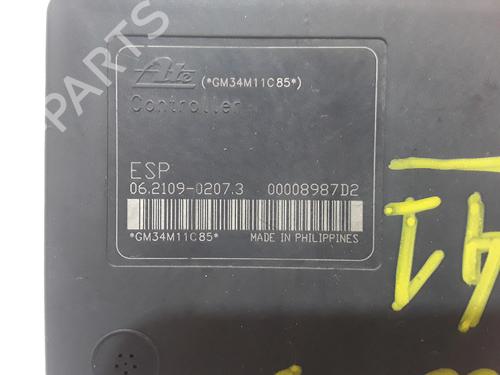 Ate (*GM34M11C85*)
Controller
ESP
06.2109-0207.3 00008987D2
*GM34M11C85* MADE IN PHILIPPINES
PARTS